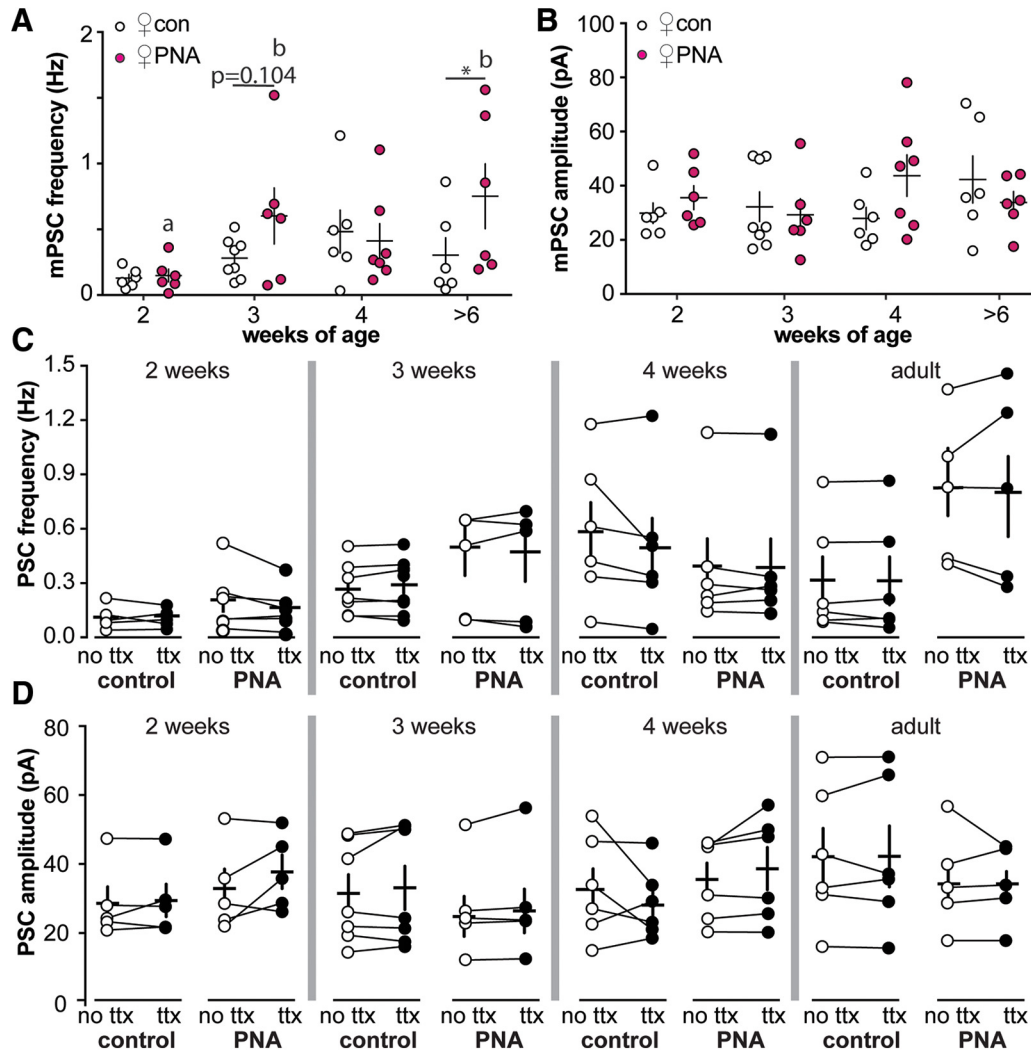 A
♀con
♀PNA
b
p=0.104
* b
a
2
1
0
mPSC frequency (Hz)
2 3 4 >6
weeks of age
B
♀con
♀PNA
100
80
60
40
20
0
mPSC amplitude (pA)
2 3 4 >6
weeks of age
C
2 weeks 3 weeks 4 weeks adult
1.5
1.2
0.9
0.6
0.3
0.0
PSC frequency (Hz)
no ttx ttx no ttx ttx no ttx ttx no ttx ttx no ttx ttx no ttx ttx no ttx ttx no ttx ttx
control PNA control PNA control PNA control PNA
D
2 weeks 3 weeks 4 weeks adult
80
60
40
20
0
PSC amplitude (pA)
no ttx ttx no ttx ttx no ttx ttx no ttx ttx no ttx ttx no ttx ttx no ttx ttx no ttx ttx
control PNA control PNA control PNA control PNA